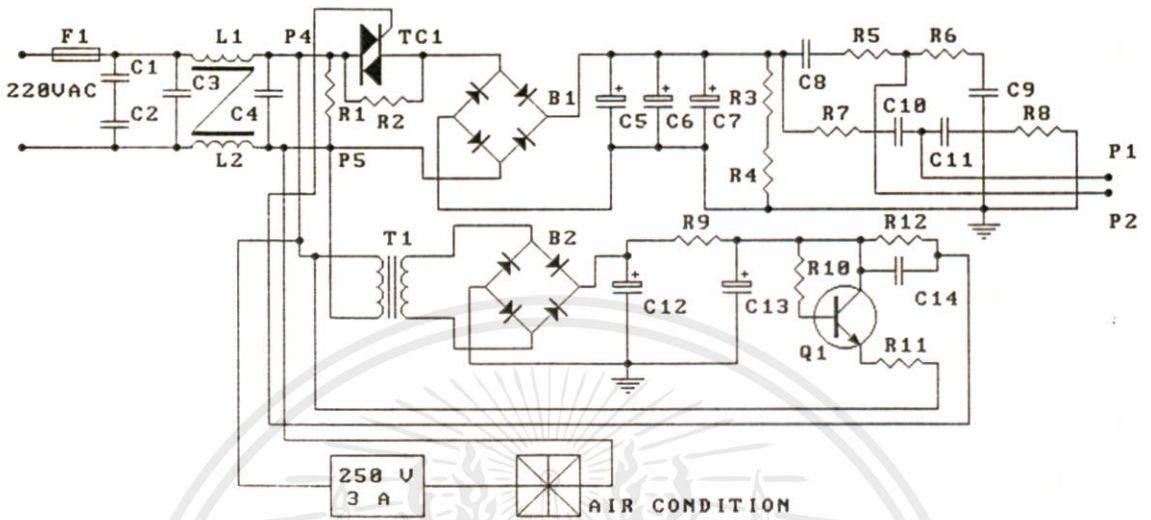 F1
L1
P4
TC1
R5
R6
C1
C3
C8
220VAC
C2
C4
R1
R2
B1
C5
C6
C7
R3
R7
C10
C9
R8
L2
P5
R4
C11
P1
P2
T1
B2
R9
R12
R10
C12
C13
C14
Q1
R11
250 V
3 A
AIR CONDITION